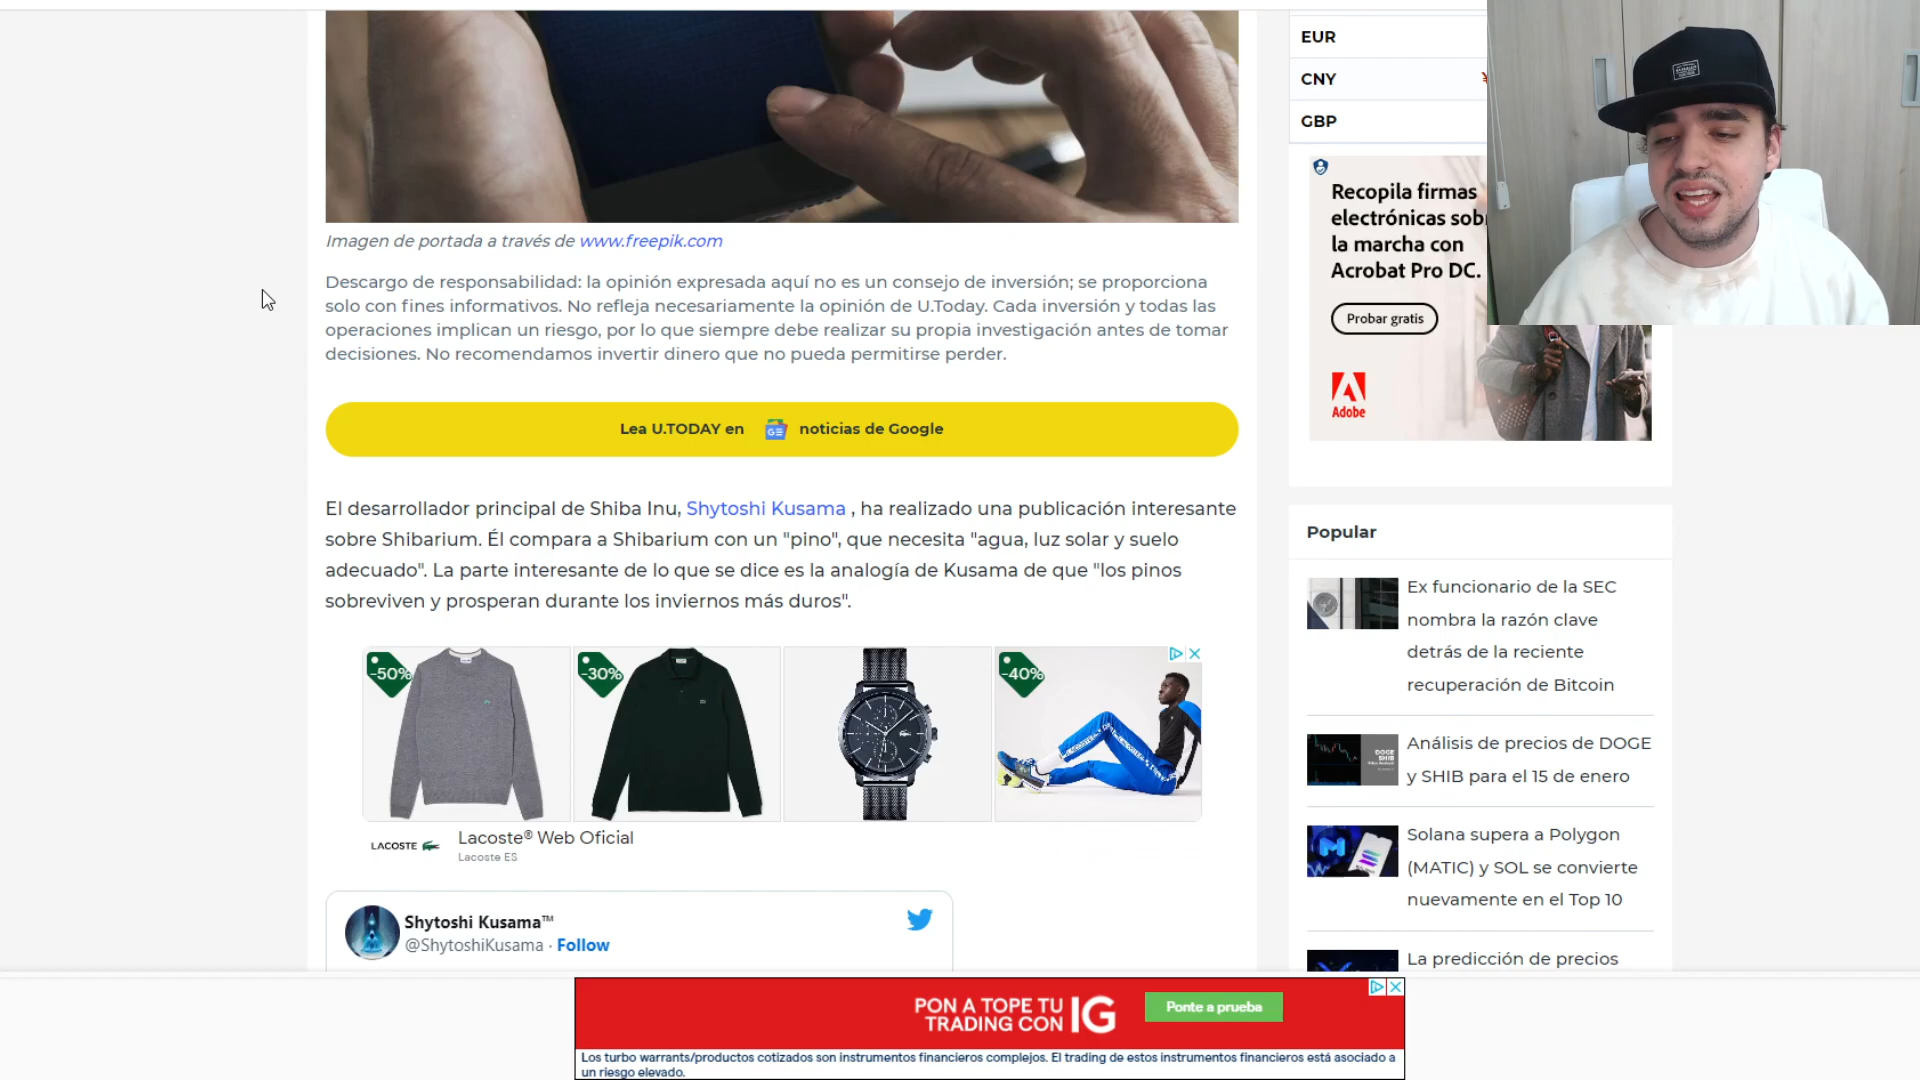 EUR
CNY
GBP
Recopila firmas
electrónicas sob
la marcha con
Acrobat Pro DC.
Probar gratis
Adobe
Imagen de portada a través de www.freepik.com
Descargo de responsabilidad: la opinión expresada aquí no es un consejo de inversión; se proporciona
solo con fines informativos. No refleja necesariamente la opinión de U.Today. Cada inversión y todas las
operaciones implican un riesgo, por lo que siempre debe realizar su propia investigación antes de tomar
decisiones. No recomendamos invertir dinero que no pueda permitirse perder.
Lea U.TODAY en GE noticias de Google
El desarrollador principal de Shiba Inu, Shytoshi Kusama , ha realizado una publicación interesante
sobre Shibarium. Él compara a Shibarium con un "pino", que necesita "agua, luz solar y suelo
adecuado". La parte interesante de lo que se dice es la analogía de Kusama de que "los pinos
sobreviven y prosperan durante los inviernos más duros".
-50%
-30%
-40%
LACOSTE
Lacoste® Web Oficial
Lacoste ES
Shytoshi Kusama™
@ShytoshiKusama · Follow
Popular
Ex funcionario de la SEC
nombra la razón clave
detrás de la reciente
recuperación de Bitcoin
Análisis de precios de DOGE
y SHIB para el 15 de enero
DOGE
SHIB
Solana supera a Polygon
(MATIC) y SOL se convierte
nuevamente en el Top 10
La predicción de precios
PON A TOPE TU
TRADING CON IG
Ponte a prueba
Los turbo warrants/productos cotizados son instrumentos financieros complejos. El trading de estos instrumentos financieros está asociado a
un riesgo elevado.